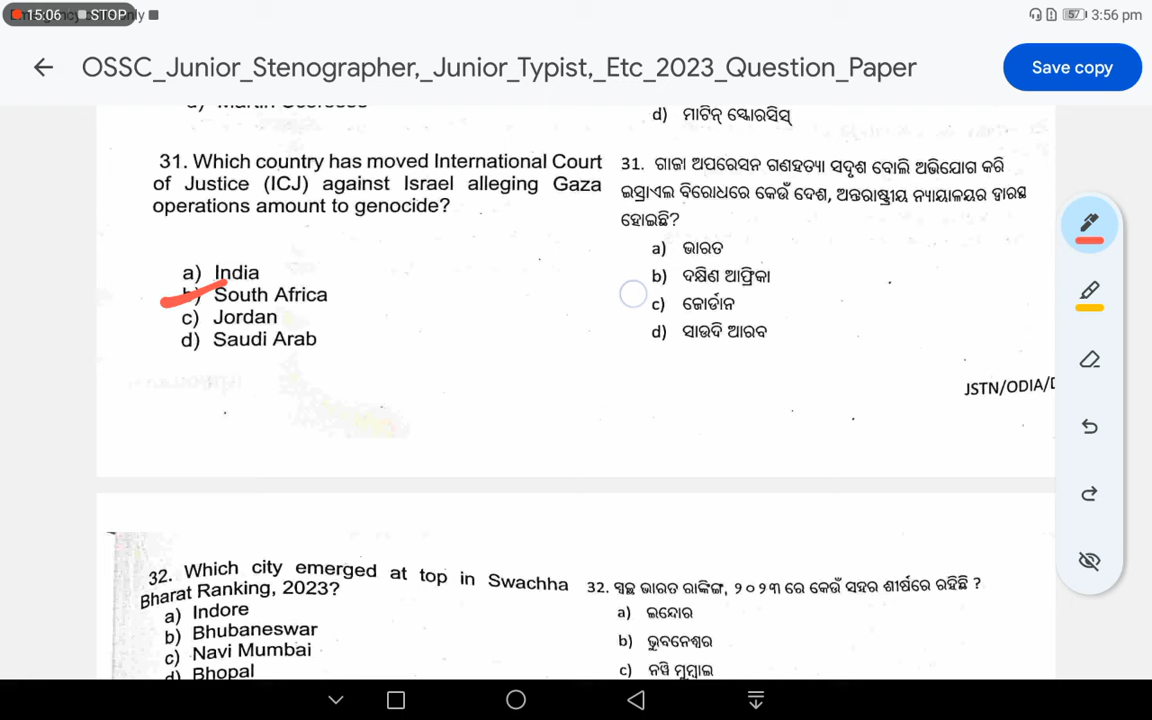 15:06 STOP
57 3:56 pm
OSSC_Junior_Stenographer,_Junior_Typist,_Etc_2023_Question_Paper
Save copy
31. Which country has moved International Court
of Justice (ICJ) against Israel alleging Gaza
operations amount to genocide?
a) India
b) South Africa
c) Jordan
d) Saudi Arab
d) ମାଟିନ୍ ସ୍କୋରସିସ୍
31. ଗାଜା ଅପରେସନ ଗଣହତ୍ୟା ସଦୃଶ ବୋଲି ଅଭିଯୋଗ କରି
ଇସ୍ରାଏଲ ବିରୋଧରେ କେଉଁ ଦେଶ, ଅନ୍ତରାଷ୍ଟ୍ରୀୟ ନ୍ୟାୟାଳୟର ଦ୍ୱାରସ୍ଥ
ହୋଇଛି?
a) ଭାରତ
b) ଦକ୍ଷିଣ ଆଫ୍ରିକା
c) ଜୋର୍ଡାନ
d) ସାଉଦି ଆରବ
JSTN/ODIA/
32. Which city emerged at top in Swachha
Bharat Ranking, 2023?
a) Indore
b) Bhubaneswar
c) Navi Mumbai
d) Bhopal
32. ସ୍ଵଚ୍ଛ ଭାରତ ରାଙ୍କିଙ୍ଗ, ୨୦୨୩ ରେ କେଉଁ ସହର ଶୀର୍ଷରେ ରହିଛି ?
a) ଇନ୍ଦୋର
b) ଭୁବନେଶ୍ଵର
c) ନୱି ମୁମ୍ବାଇ